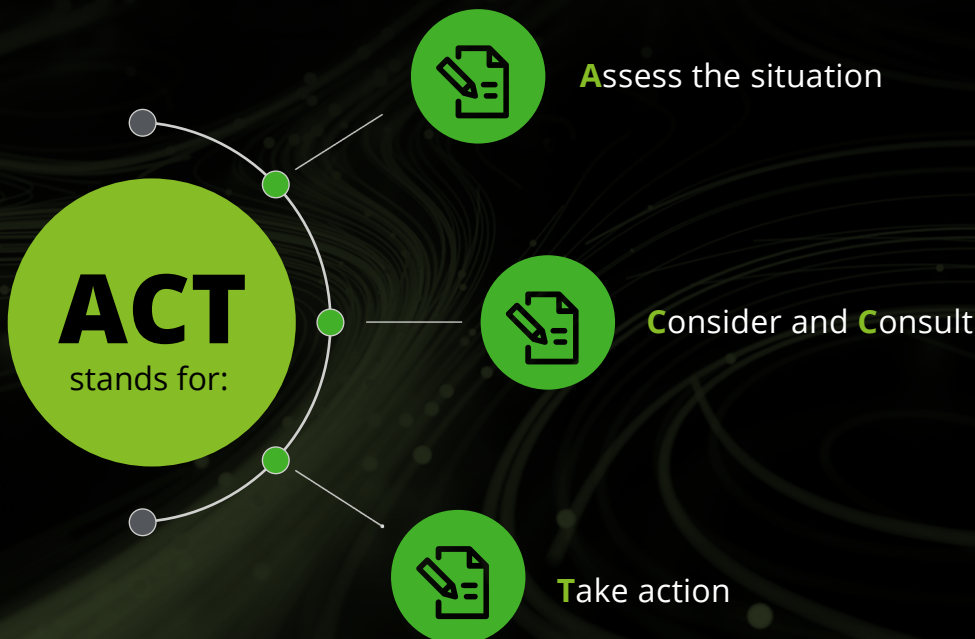 ACT
stands for:
Assess the situation
Consider and Consult
Take action